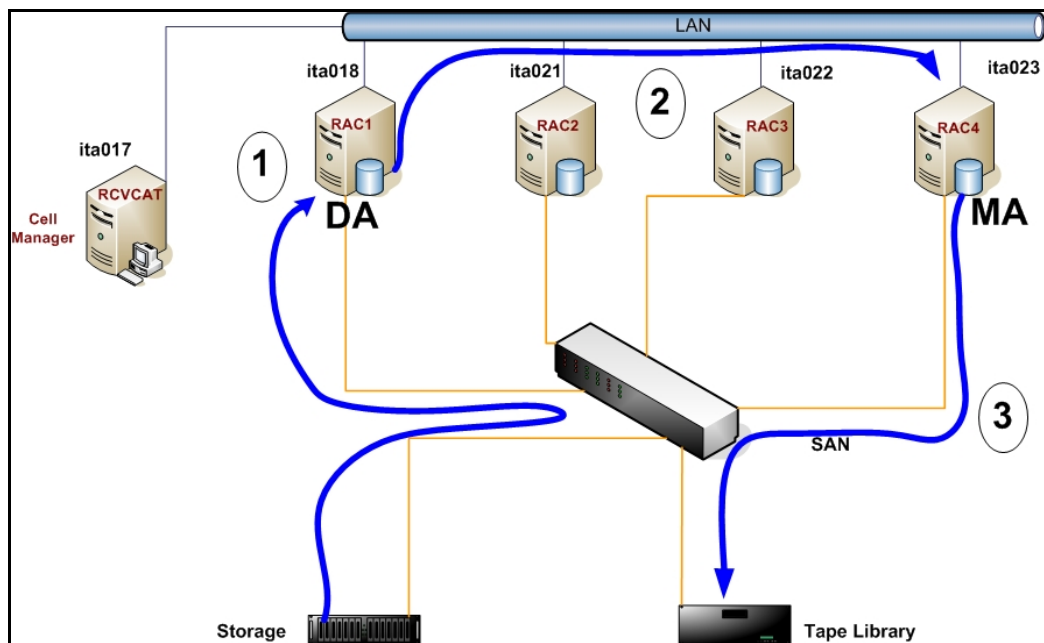 LAN
ita018
ita021
ita022
ita023
RAC1
RAC2
RAC3
RAC4
2
1
ita017
RCVCAT
DA
MA
Cell
Manager
3
SAN
Storage
Tape Library